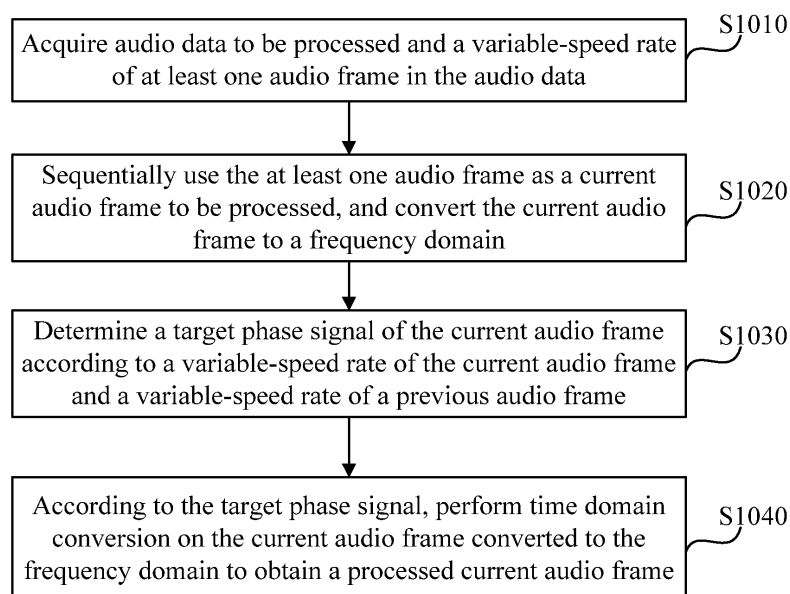 Acquire audio data to be processed and a variable-speed rate
of at least one audio frame in the audio data
S1010
Sequentially use the at least one audio frame as a current
audio frame to be processed, and convert the current audio
frame to a frequency domain
S1020
Determine a target phase signal of the current audio frame
according to a variable-speed rate of the current audio frame
and a variable-speed rate of a previous audio frame
S1030
According to the target phase signal, perform time domain
conversion on the current audio frame converted to the
frequency domain to obtain a processed current audio frame
S1040